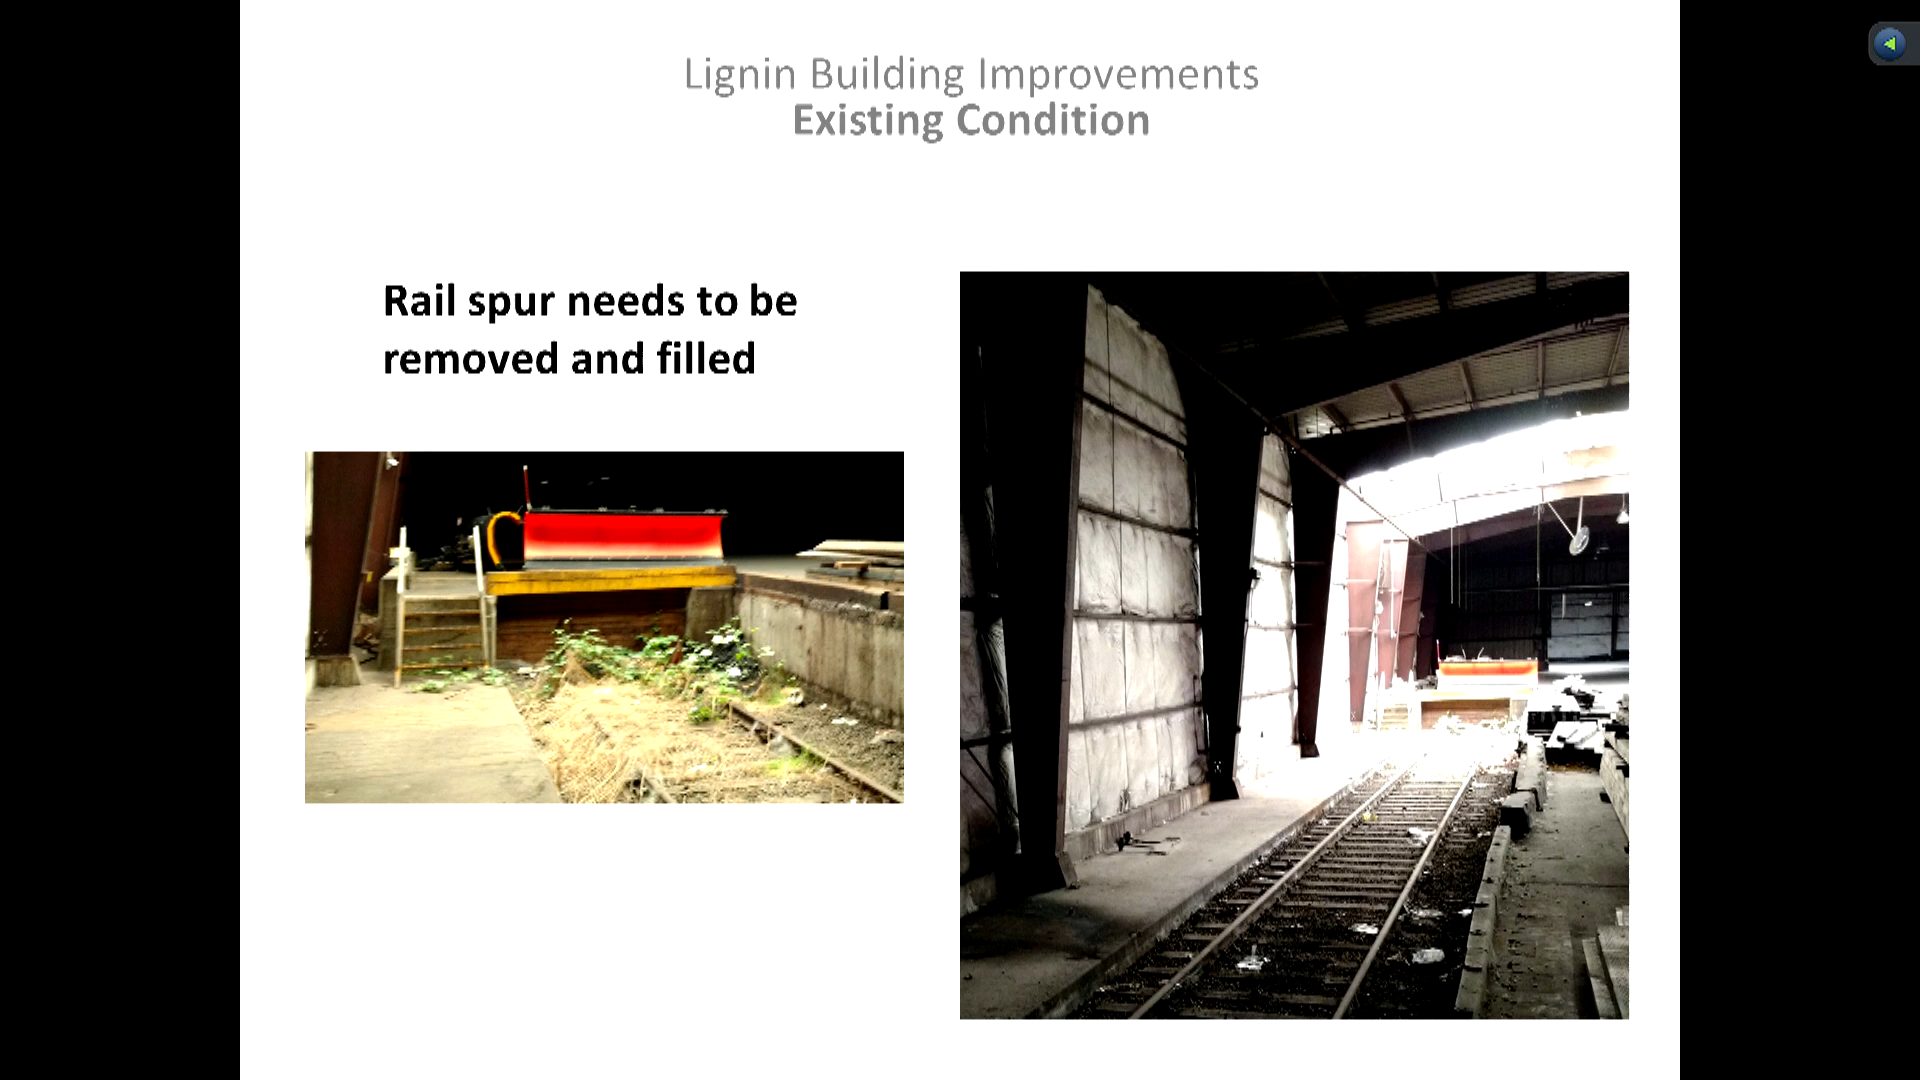 Lignin Building Improvements
Existing Condition
Rail spur needs to be
removed and filled